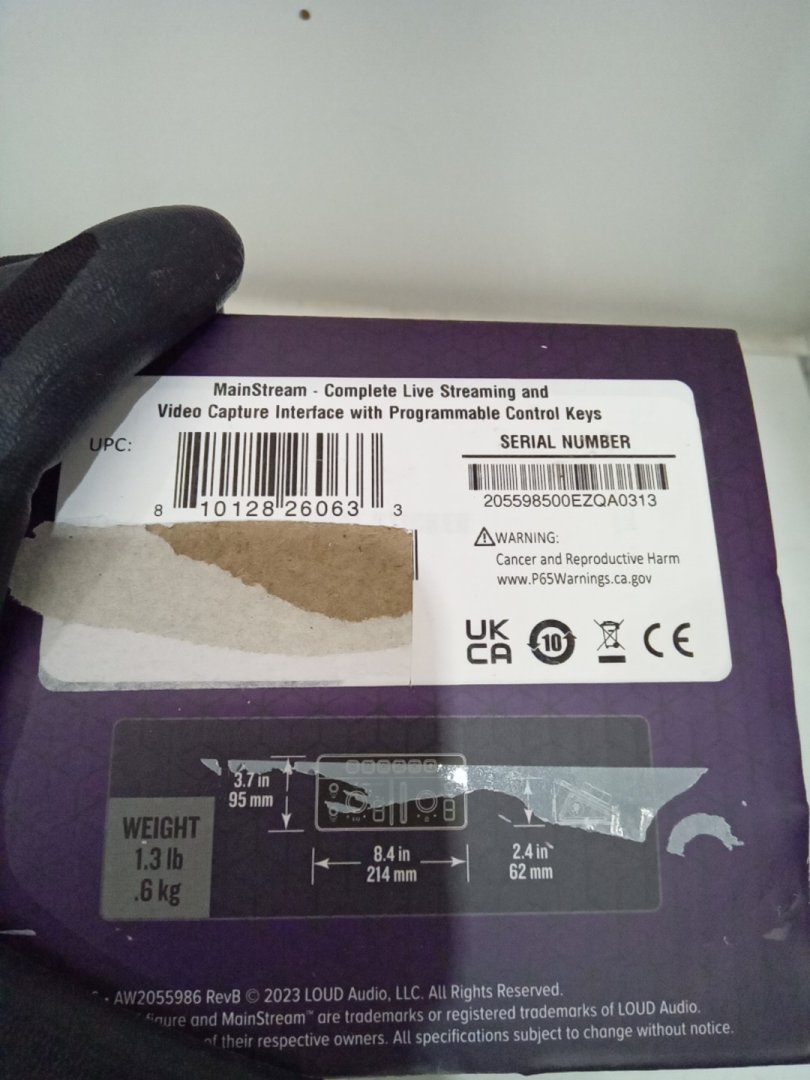 MainStream - Complete Live Streaming and
Video Capture Interface with Programmable Control Keys
UPC:
8 10128 26063 3
SERIAL NUMBER
205598500EZQA0313
WARNING:
Cancer and Reproductive Harm
www.P65Warnings.ca.gov
UK
CA
10
CE
3.7 in
95 mm
WEIGHT
1.3 lb
.6 kg
8.4 in
214 mm
2.4 in
62 mm
AW2055986 RevB © 2023 LOUD Audio, LLC. All Rights Reserved.
figure and MainStream™ are trademarks or registered trademarks of LOUD Audio.
of their respective owners. All specifications subject to change without notice.